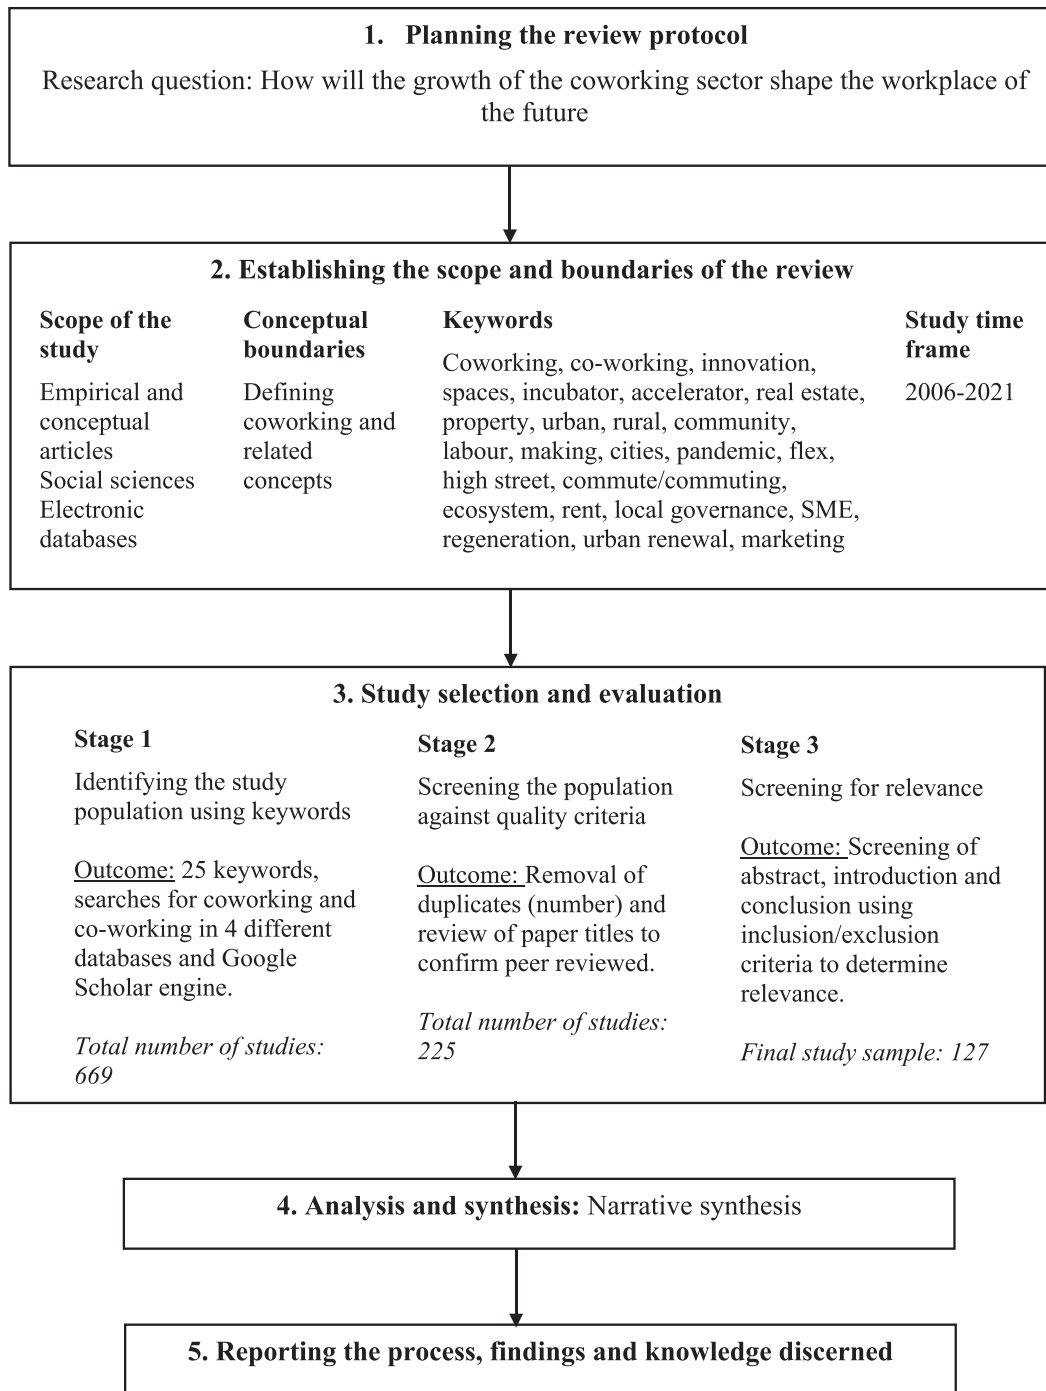 1. Planning the review protocol
Research question: How will the growth of the coworking sector shape the workplace of
the future
2. Establishing the scope and boundaries of the review
Scope of the
study
Empirical and
conceptual
articles
Social sciences
Electronic
databases
Conceptual
boundaries
Defining
coworking and
related
concepts
Keywords
Coworking, co-working, innovation,
spaces, incubator, accelerator, real estate,
property, urban, rural, community,
labour, making, cities, pandemic, flex,
high street, commute/commuting,
ecosystem, rent, local governance, SME,
regeneration, urban renewal, marketing
Study time
frame
2006-2021
3. Study selection and evaluation
Stage 1
Identifying the study
population using keywords
Outcome: 25 keywords,
searches for coworking and
co-working in 4 different
databases and Google
Scholar engine.
Total number of studies:
669
Stage 2
Screening the population
against quality criteria
Outcome: Removal of
duplicates (number) and
review of paper titles to
confirm peer reviewed.
Total number of studies:
225
Stage 3
Screening for relevance
Outcome: Screening of
abstract, introduction and
conclusion using
inclusion/exclusion
criteria to determine
relevance.
Final study sample: 127
4. Analysis and synthesis: Narrative synthesis
5. Reporting the process, findings and knowledge discerned